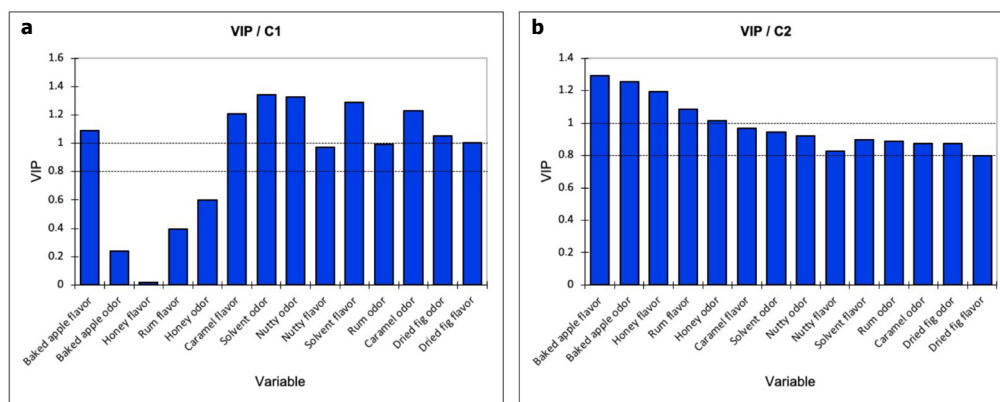 a
VIP / C1
1.6
1.4
1.2
1
0.8
0.6
0.4
0.2
0
VIP
Baked apple flavor
Baked apple odor
Honey flavor
Rum flavor
Honey odor
Caramel flavor
Solvent odor
Nutty odor
Nutty flavor
Solvent flavor
Rum odor
Caramel odor
Dried fig odor
Dried fig flavor
Variable
b
VIP / C2
1.4
1.2
1
0.8
0.6
0.4
0.2
0
VIP
Baked apple flavor
Baked apple odor
Honey flavor
Rum flavor
Honey odor
Caramel flavor
Solvent odor
Nutty odor
Nutty flavor
Solvent flavor
Rum odor
Caramel odor
Dried fig odor
Dried fig flavor
Variable